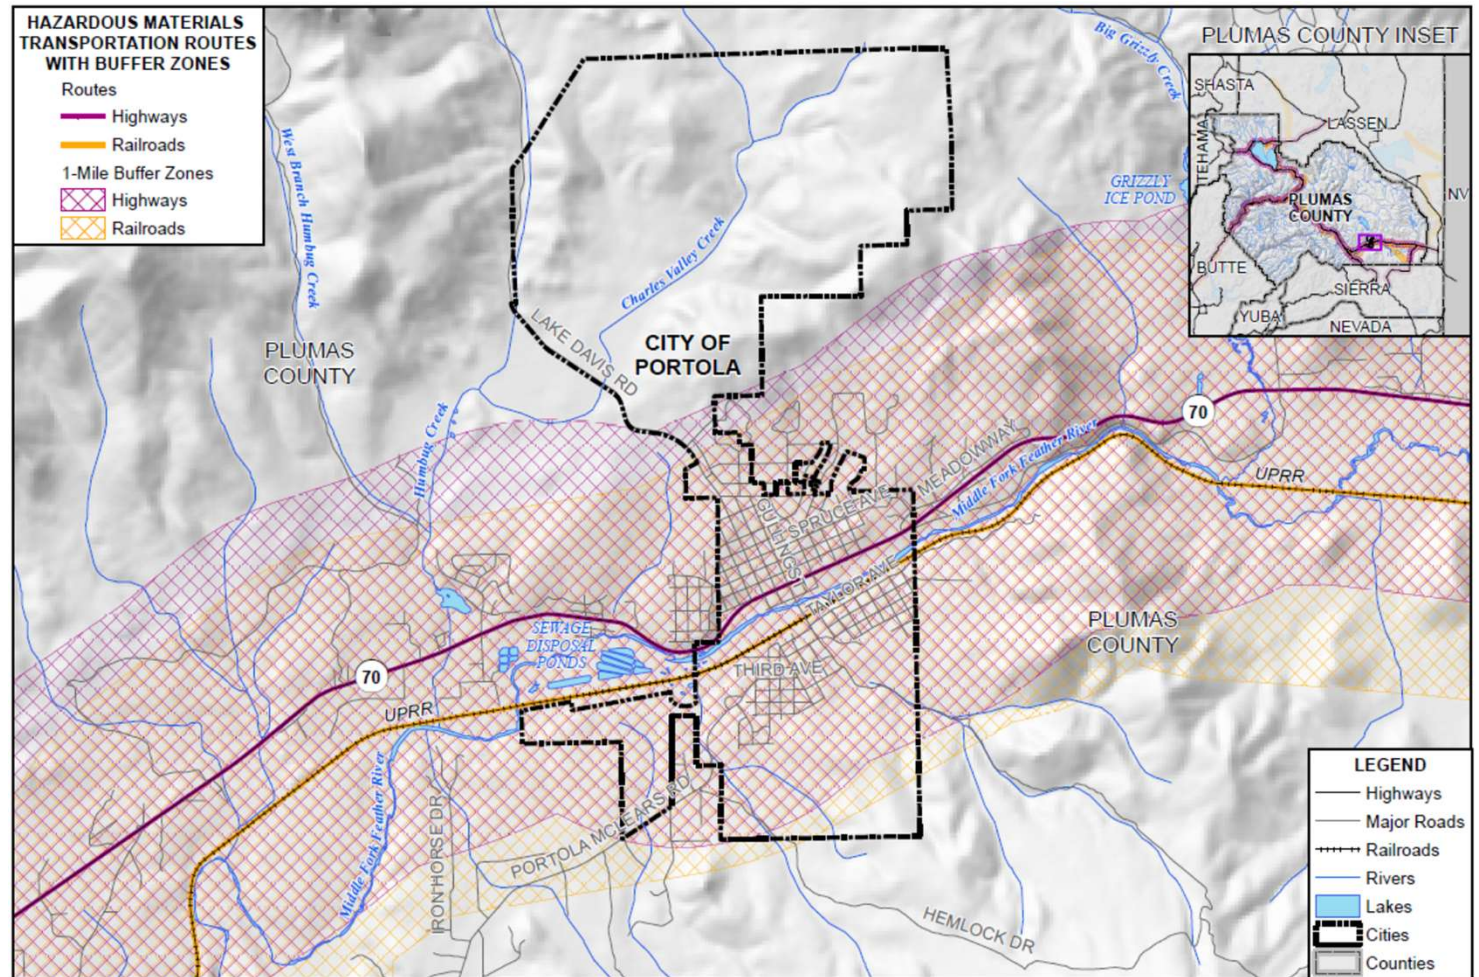 HAZARDOUS MATERIALS
TRANSPORTATION ROUTES
WITH BUFFER ZONES
Routes
Highways
Railroads
1-Mile Buffer Zones
Highways
Railroads
PLUMAS COUNTY INSET
SHASTA
LASSEN
TEHAMA
NV
PLUMAS
COUNTY
BUTTE
SIERRA
YUBA
NEVADA
Big Grizzly Creek
West Branch Humbug Creek
GRIZZLY
ICE POND
Charles Valley Creek
LAKE DAVIS RD
CITY OF
PORTOLA
PLUMAS
COUNTY
Humbug Creek
70
MEADOWWAY
Middle Fork Feather River
UPRR
SPRUCE AVE
GULLING ST
TAYLOR AVE
PLUMAS
COUNTY
SEWAGE
DISPOSAL
PONDS
THIRD AVE
70
UPRR
Middle Fork Feather River
IRON HORSE DR
PORTOLA MCLEARS RD
HEMLOCK DR
LEGEND
Highways
Major Roads
Railroads
Rivers
Lakes
Cities
Counties